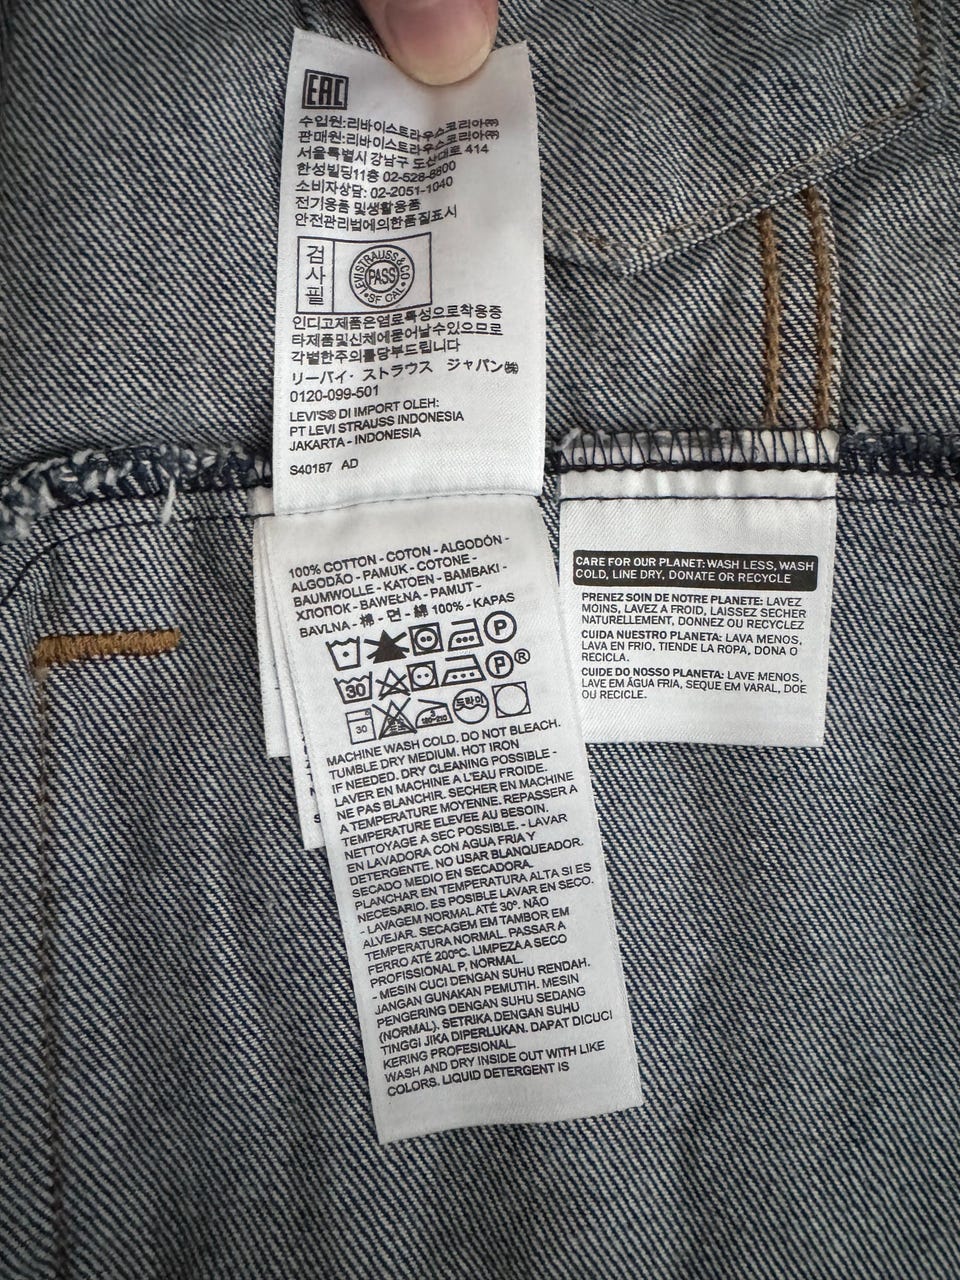 EAC
수입원:리바이스트라우스코리아㈜
판매원:리바이스트라우스코리아㈜
서울특별시 강남구 도산대로 414
한성빌딩11층 02-528-8800
소비자상담: 02-2051-1040
전기용품 및생활용품
안전관리법에의한품질표시
검사필
LEVI STRAUSS & CO
PASS
SF CAL
인디고제품은염료특성으로착용중
타제품및신체에묻어날수있으므로
각별한주의를당부드립니다
リーバイ・ストラウス ジャパン㈱
0120-099-501
LEVI'S® DI IMPORT OLEH:
PT LEVI STRAUSS INDONESIA
JAKARTA - INDONESIA
S40187 AD
100% COTTON - COTON - ALGODÓN -
ALGODÃO - PAMUK - COTONE -
BAUMWOLLE - KATOEN - BAMBAKI -
ХЛОПОК - BAWEŁNA - PAMUT -
BAVLNA - 棉 - 면 - 綿 100% - KAPAS
P
30
P®
30
드라이
180-210
MACHINE WASH COLD. DO NOT BLEACH.
TUMBLE DRY MEDIUM. HOT IRON
IF NEEDED. DRY CLEANING POSSIBLE -
LAVER EN MACHINE A L'EAU FROIDE.
NE PAS BLANCHIR. SECHER EN MACHINE
A TEMPERATURE MOYENNE. REPASSER A
TEMPERATURE ELEVEE AU BESOIN.
NETTOYAGE A SEC POSSIBLE. - LAVAR
EN LAVADORA CON AGUA FRIA Y
DETERGENTE. NO USAR BLANQUEADOR.
SECADO MEDIO EN SECADORA.
PLANCHAR EN TEMPERATURA ALTA SI ES
NECESARIO. ES POSIBLE LAVAR EN SECO.
- LAVAGEM NORMAL ATÉ 30º. NÃO
ALVEJAR. SECAGEM EM TAMBOR EM
TEMPERATURA NORMAL. PASSAR A
FERRO ATÉ 200ºC. LIMPEZA A SECO
PROFISSIONAL P, NORMAL.
- MESIN CUCI DENGAN SUHU RENDAH.
JANGAN GUNAKAN PEMUTIH. MESIN
PENGERING DENGAN SUHU SEDANG
(NORMAL). SETRIKA DENGAN SUHU
TINGGI JIKA DIPERLUKAN. DAPAT DICUCI
KERING PROFESIONAL.
WASH AND DRY INSIDE OUT WITH LIKE
COLORS. LIQUID DETERGENT IS
CARE FOR OUR PLANET: WASH LESS, WASH
COLD, LINE DRY, DONATE OR RECYCLE
PRENEZ SOIN DE NOTRE PLANETE: LAVEZ
MOINS, LAVEZ A FROID, LAISSEZ SECHER
NATURELLEMENT, DONNEZ OU RECYCLEZ
CUIDA NUESTRO PLANETA: LAVA MENOS,
LAVA EN FRIO, TIENDE LA ROPA, DONA O
RECICLA.
CUIDE DO NOSSO PLANETA: LAVE MENOS,
LAVE EM ÁGUA FRIA, SEQUE EM VARAL, DOE
OU RECICLE.